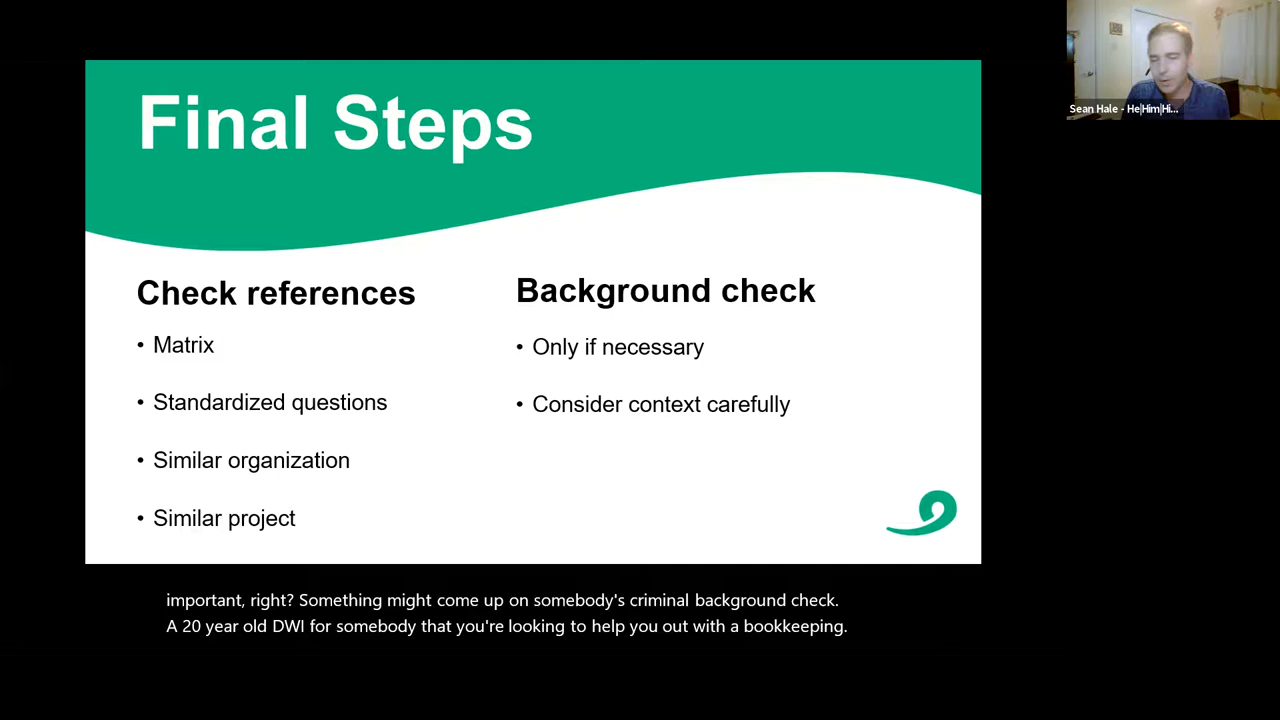 Final Steps
Check references
• Matrix
• Standardized questions
• Similar organization
• Similar project
Background check
• Only if necessary
• Consider context carefully
Sean Hale - He|Him|Hi...
important, right? Something might come up on somebody's criminal background check.
A 20 year old DWI for somebody that you're looking to help you out with a bookkeeping.